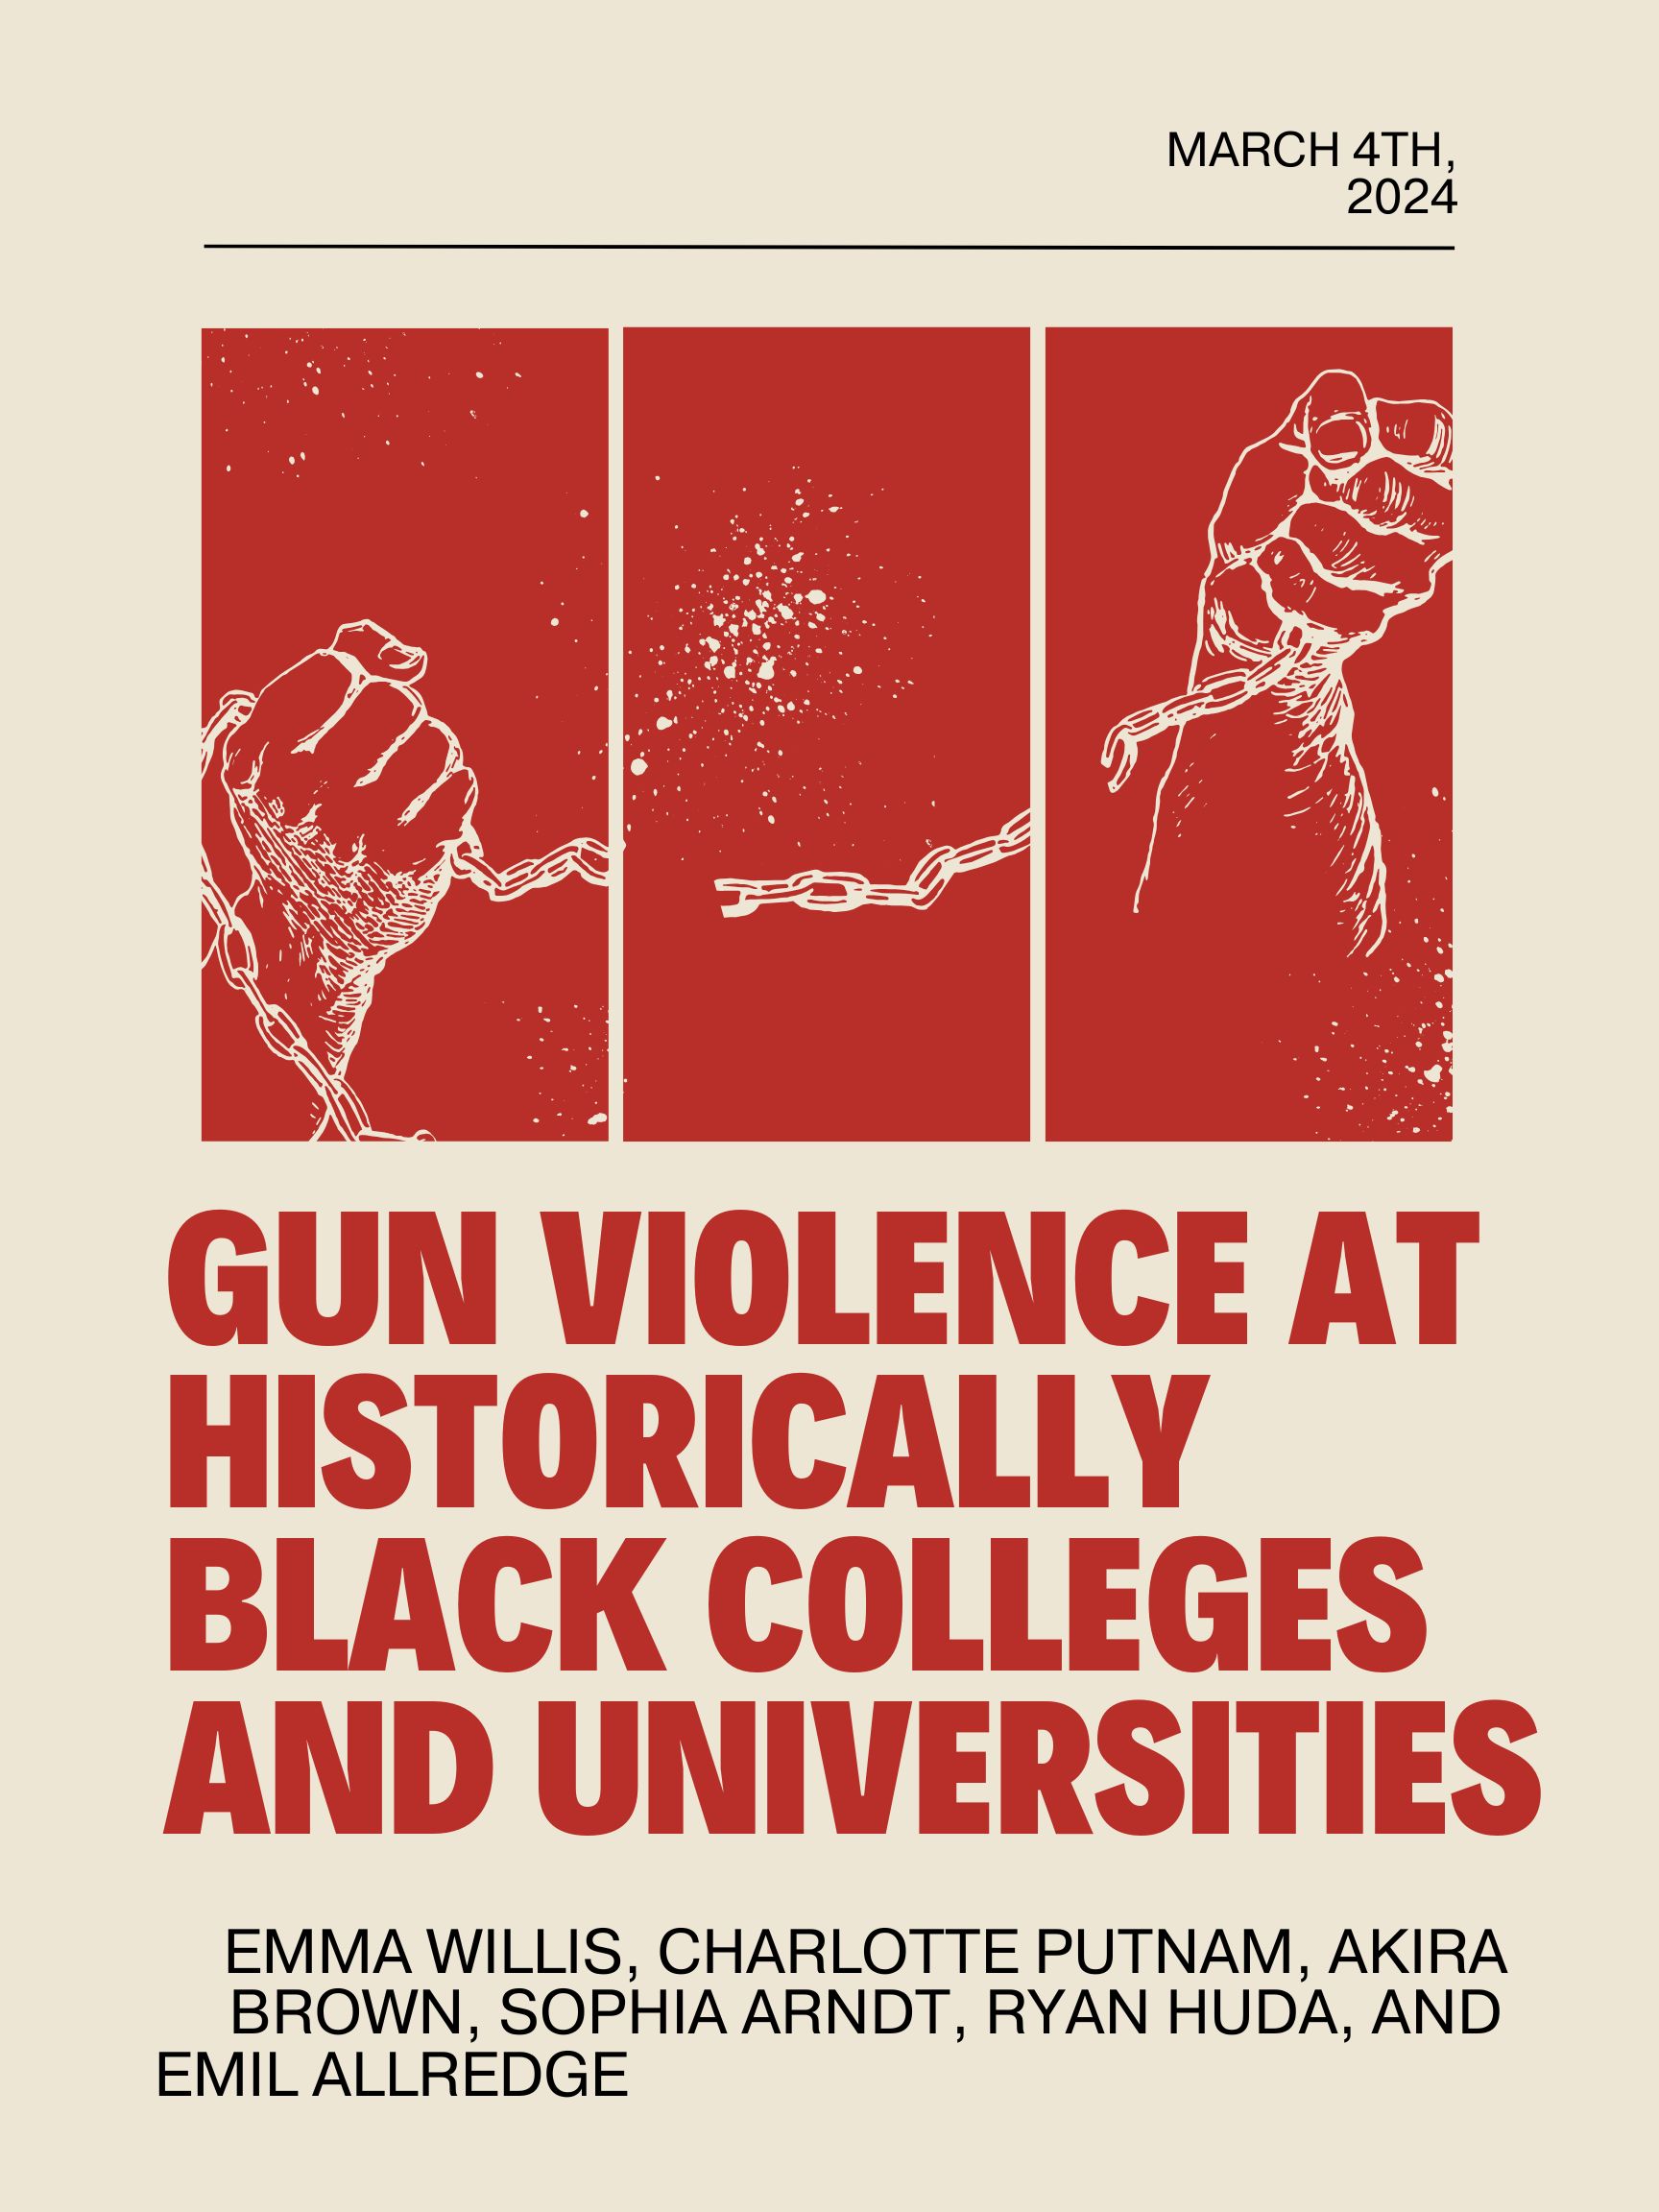 MARCH 4TH,
2024
GUN VIOLENCE AT
HISTORICALLY
BLACK COLLEGES
AND UNIVERSITIES
EMMA WILLIS, CHARLOTTE PUTNAM, AKIRA
BROWN, SOPHIA ARNDT, RYAN HUDA, AND
EMIL ALLREDGE